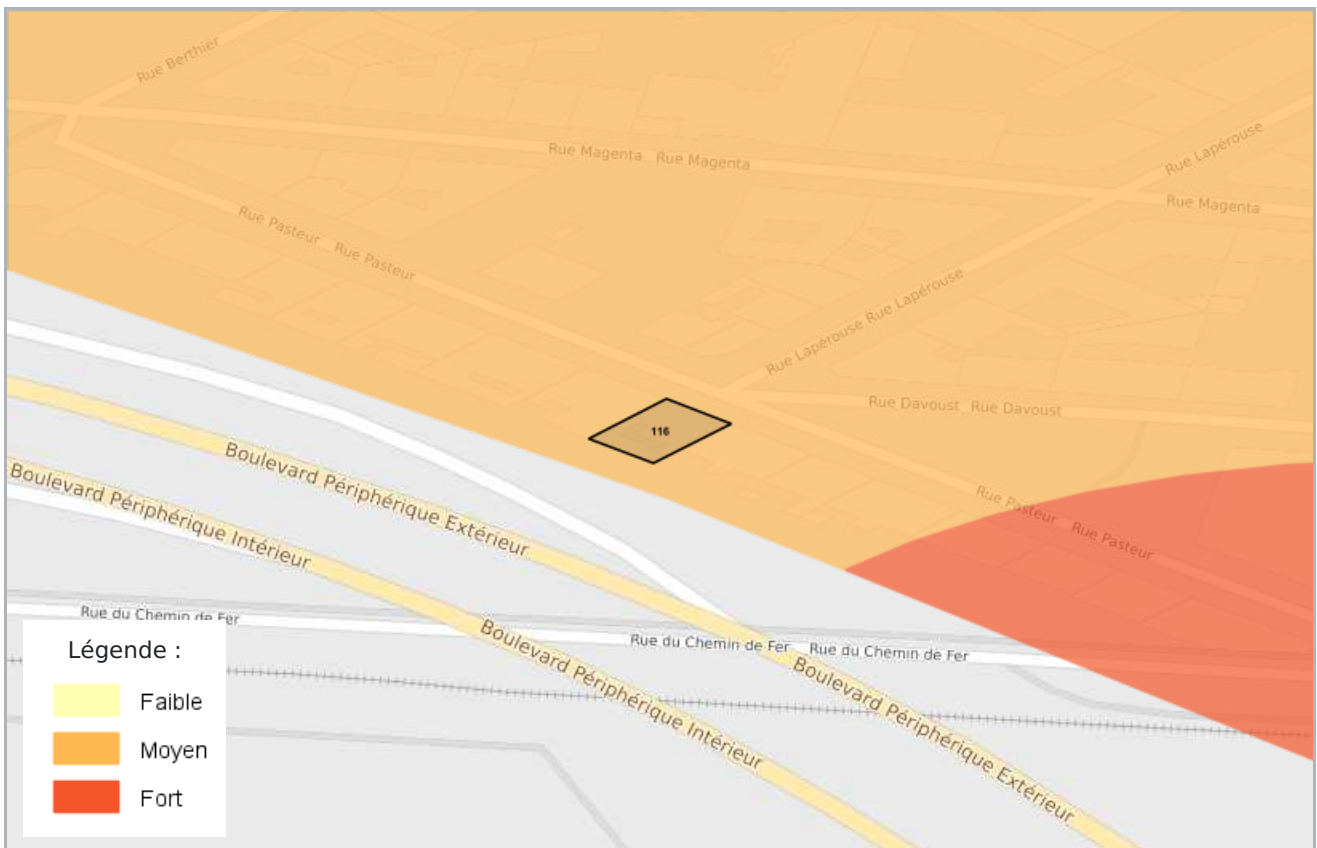 Rue Berthier
Rue Magenta Rue Magenta
Rue Lapérouse
Rue Magenta
Rue Pasteur Rue Pasteur
Rue Lapérouse Rue Lapérouse
Rue Davoust Rue Davoust
116
Boulevard Périphérique Extérieur
Boulevard Périphérique Intérieur
Rue Pasteur Rue Pasteur
Rue du Chemin de Fer
Boulevard Périphérique Intérieur
Rue du Chemin de Fer Rue du Chemin de Fer
Boulevard Périphérique Extérieur
Légende :
Faible
Moyen
Fort